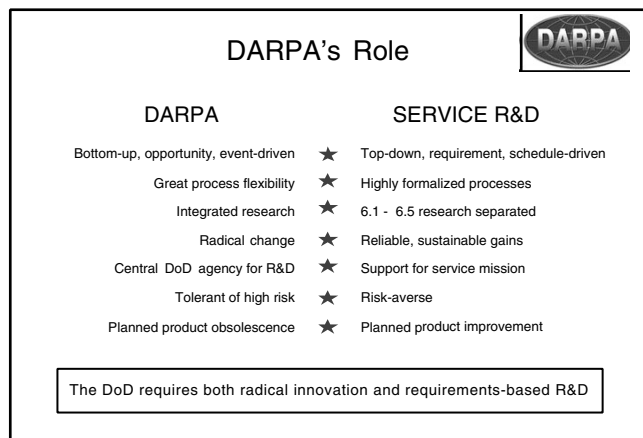 DARPA's Role
DARPA
DARPA SERVICE R&D
Bottom-up, opportunity, event-driven ★ Top-down, requirement, schedule-driven
Great process flexibility ★ Highly formalized processes
Integrated research ★ 6.1 - 6.5 research separated
Radical change ★ Reliable, sustainable gains
Central DoD agency for R&D ★ Support for service mission
Tolerant of high risk ★ Risk-averse
Planned product obsolescence ★ Planned product improvement
The DoD requires both radical innovation and requirements-based R&D